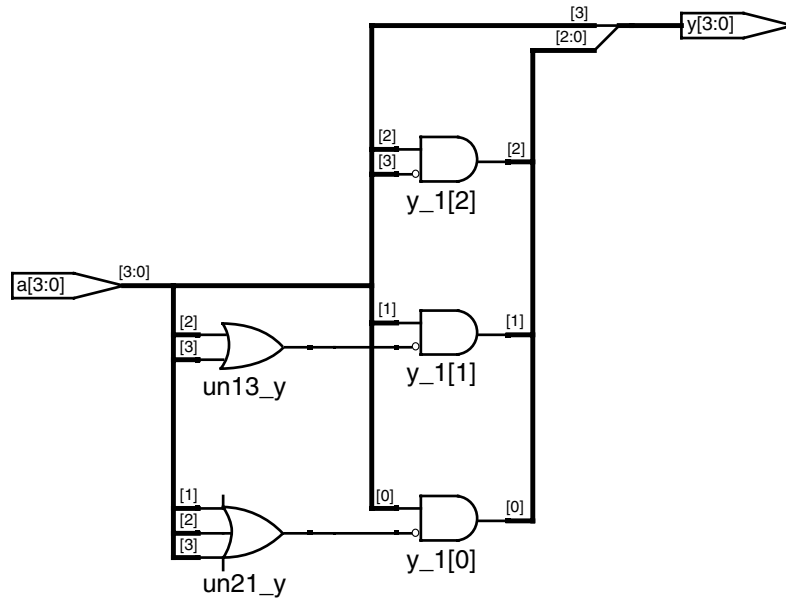 [3]
y[3:0]
[2:0]
[2]
[2]
[3]
y_1[2]
[3:0]
a[3:0]
[1]
[1]
[2]
[3]
y_1[1]
un13_y
[1]
[0]
[0]
[2]
[3]
y_1[0]
un21_y